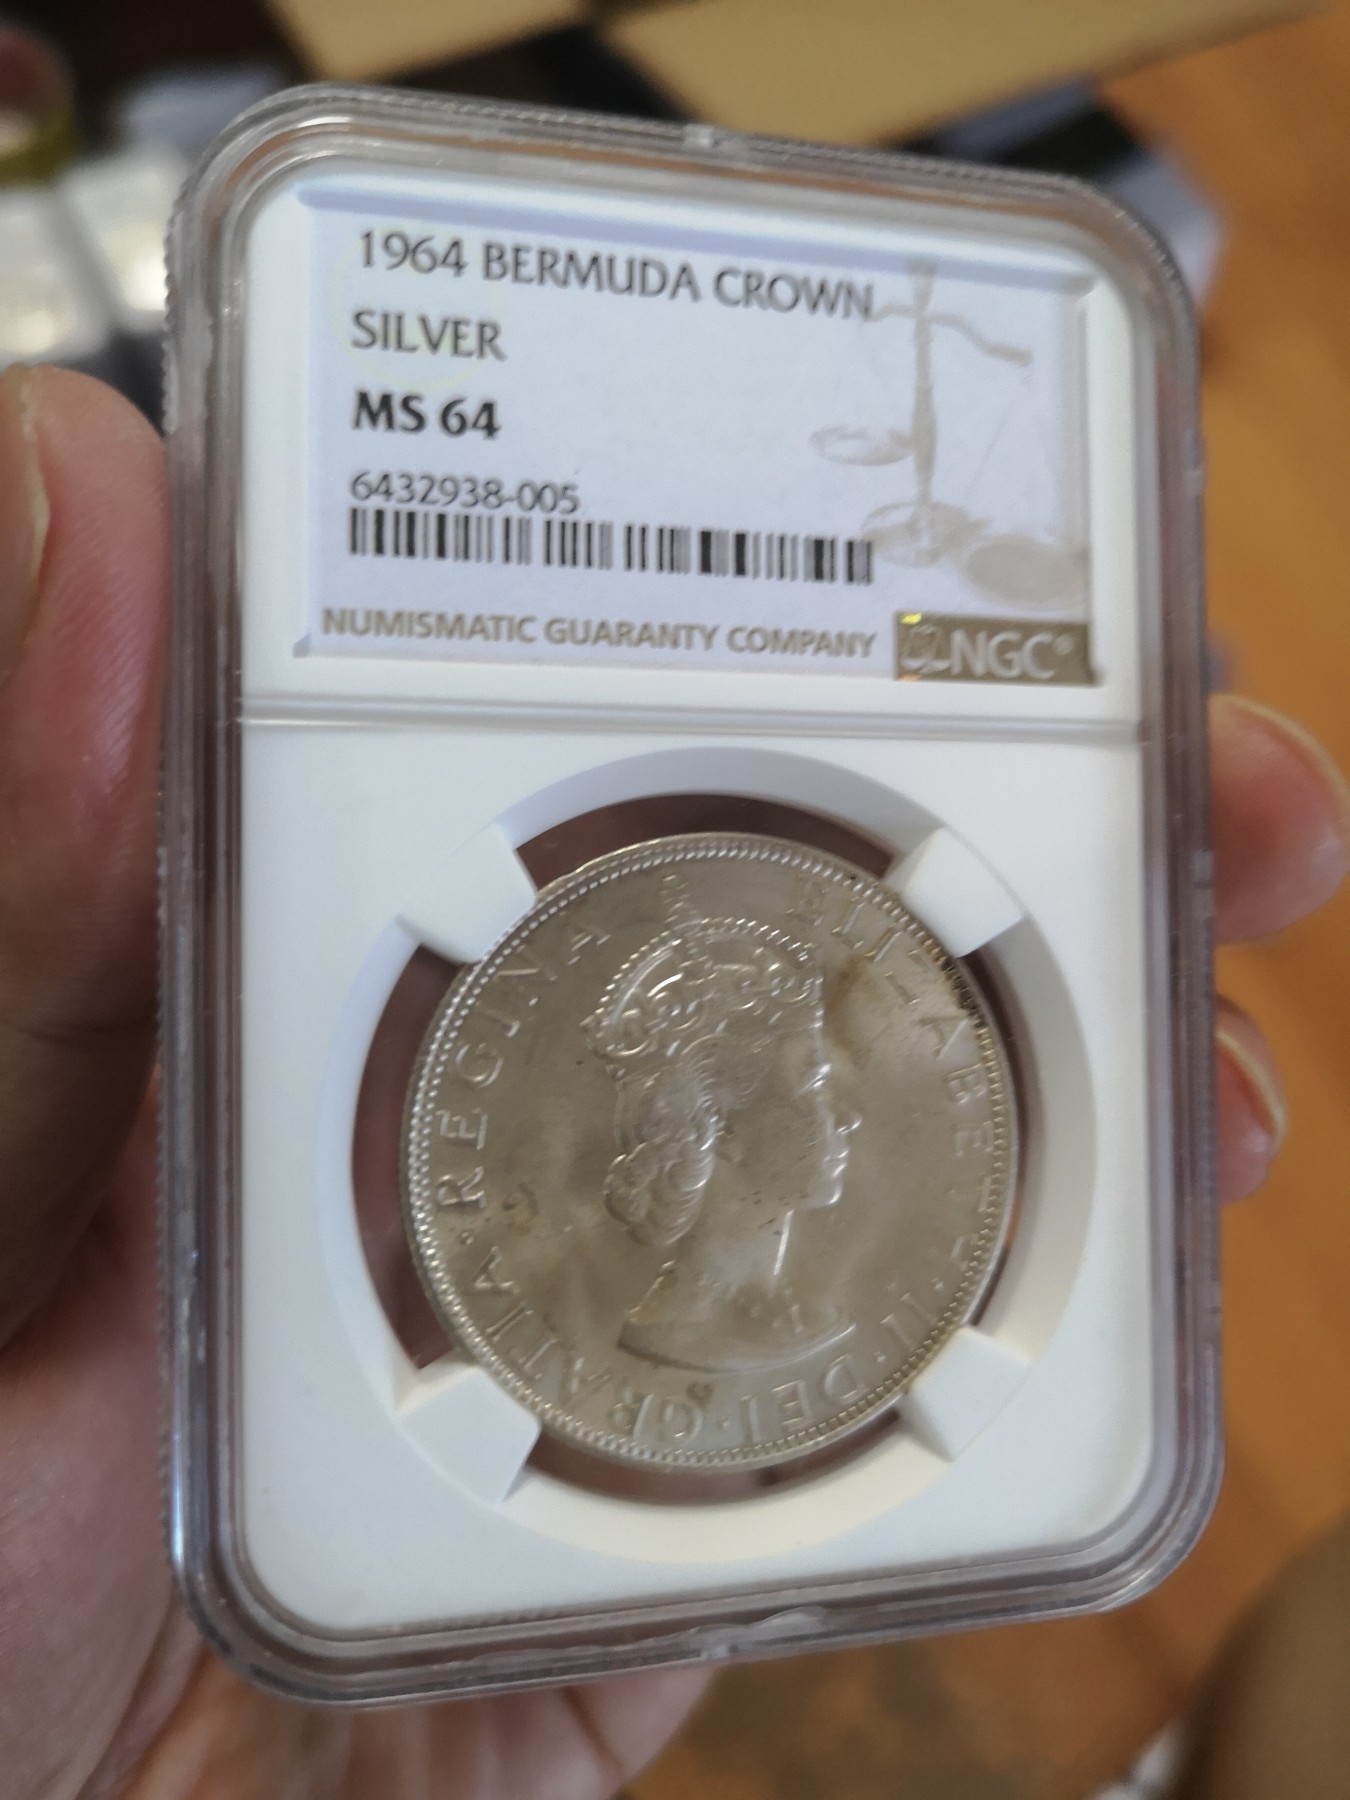 1964 BERMUDA CROWN
SILVER
MS 64
6432938-005
NUMISMATIC GUARANTY COMPANY
NGC®
ELIZABETH·II·DEI·GRATIA·REGINA